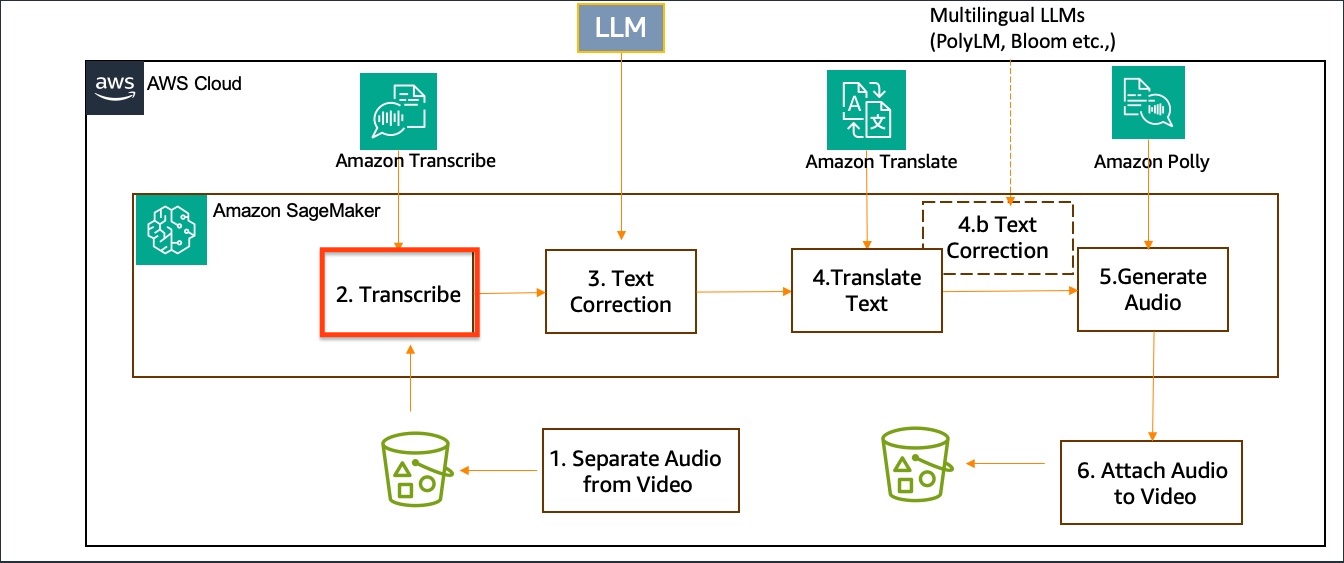 LLM
Multilingual LLMs
(PolyLM, Bloom etc.,)
aws
AWS Cloud
Amazon Transcribe
A
文
Amazon Translate
Amazon Polly
Amazon SageMaker
2. Transcribe
3. Text
Correction
4.Translate
Text
4.b Text
Correction
5.Generate
Audio
1. Separate Audio
from Video
6. Attach Audio
to Video